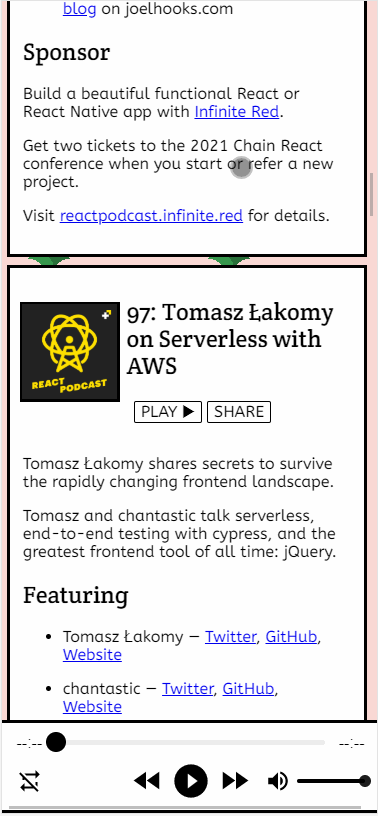 blog on joelhooks.com
Sponsor
Build a beautiful functional React or
React Native app with Infinite Red.
Get two tickets to the 2021 Chain React
conference when you start or refer a new
project.
Visit reactpodcast.infinite.red for details.
REACT
PODCAST
97: Tomasz Łakomy
on Serverless with
AWS
PLAY ▶ SHARE
Tomasz Łakomy shares secrets to survive
the rapidly changing frontend landscape.
Tomasz and chantastic talk serverless,
end-to-end testing with cypress, and the
greatest frontend tool of all time: jQuery.
Featuring
• Tomasz Łakomy — Twitter, GitHub,
Website
• chantastic — Twitter, GitHub,
Website
--:-- --:--